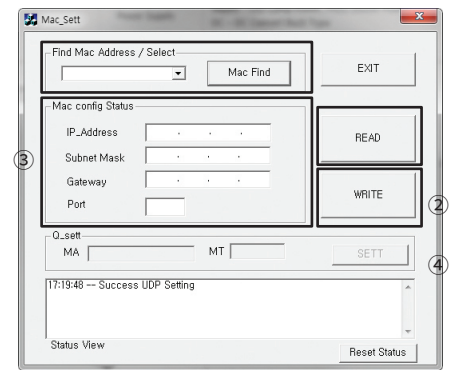 Mac_Sett
Find Mac Address / Select
Mac Find
EXIT
Mac config Status
IP_Address . . .
Subnet Mask . . .
Gateway . . .
Port
③
READ
WRITE
②
Q_sett
MA
MT
SETT
④
17:19:48 -- Success UDP Setting
Status View
Reset Status